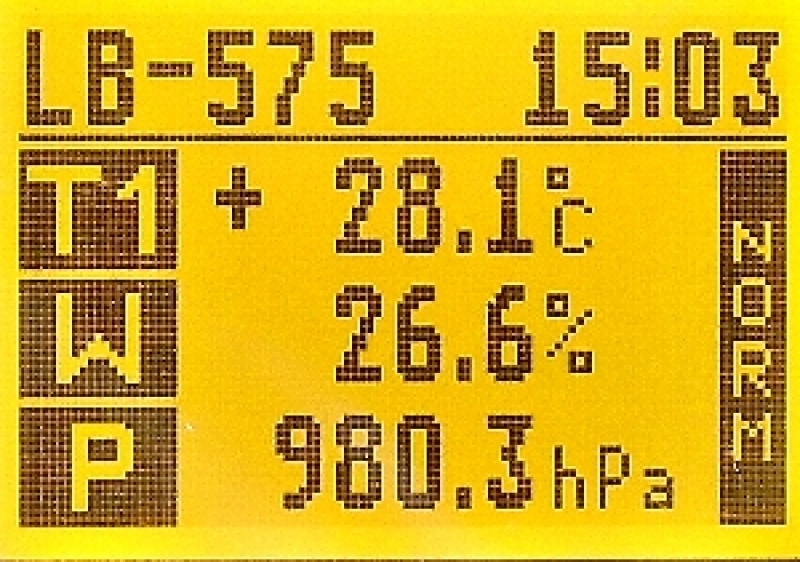 LB-575 15:03
T1 + 28.1°C
W 26.6%
P 980.3hPa
NORM